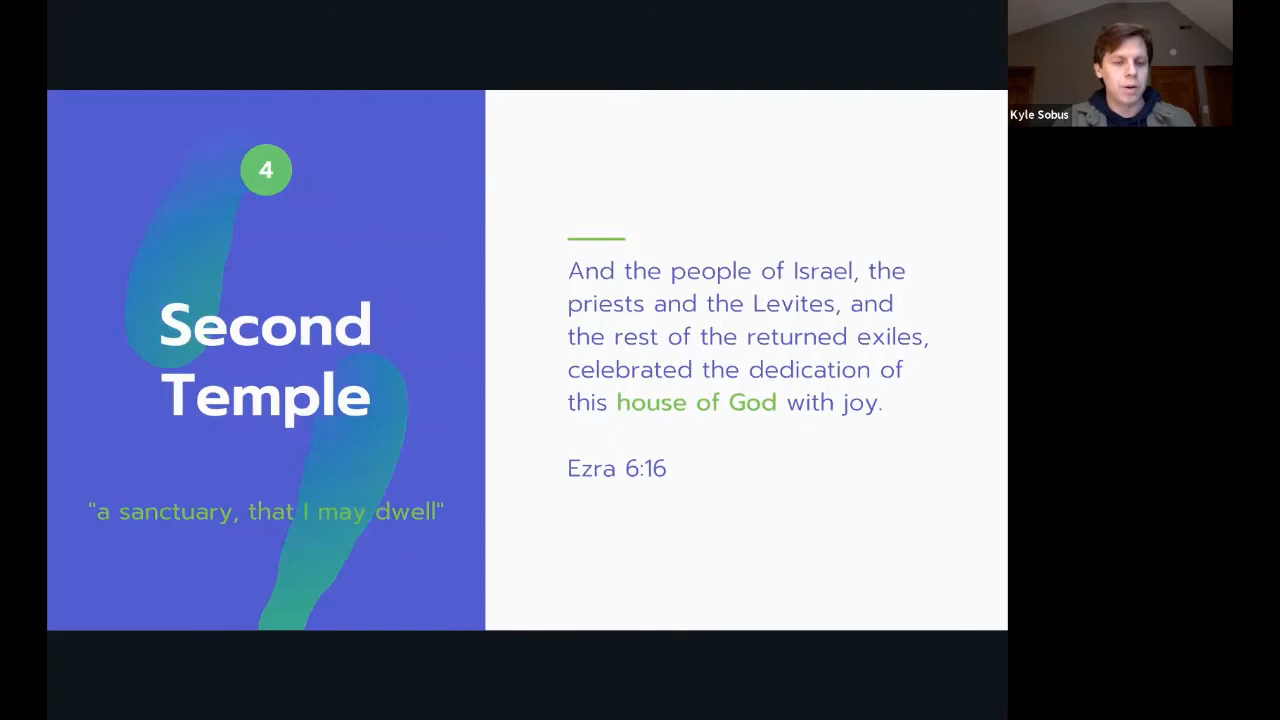 4
Second
Temple
"a sanctuary, that I may dwell"
And the people of Israel, the
priests and the Levites, and
the rest of the returned exiles,
celebrated the dedication of
this house of God with joy.
Ezra 6:16
Kyle Sobus